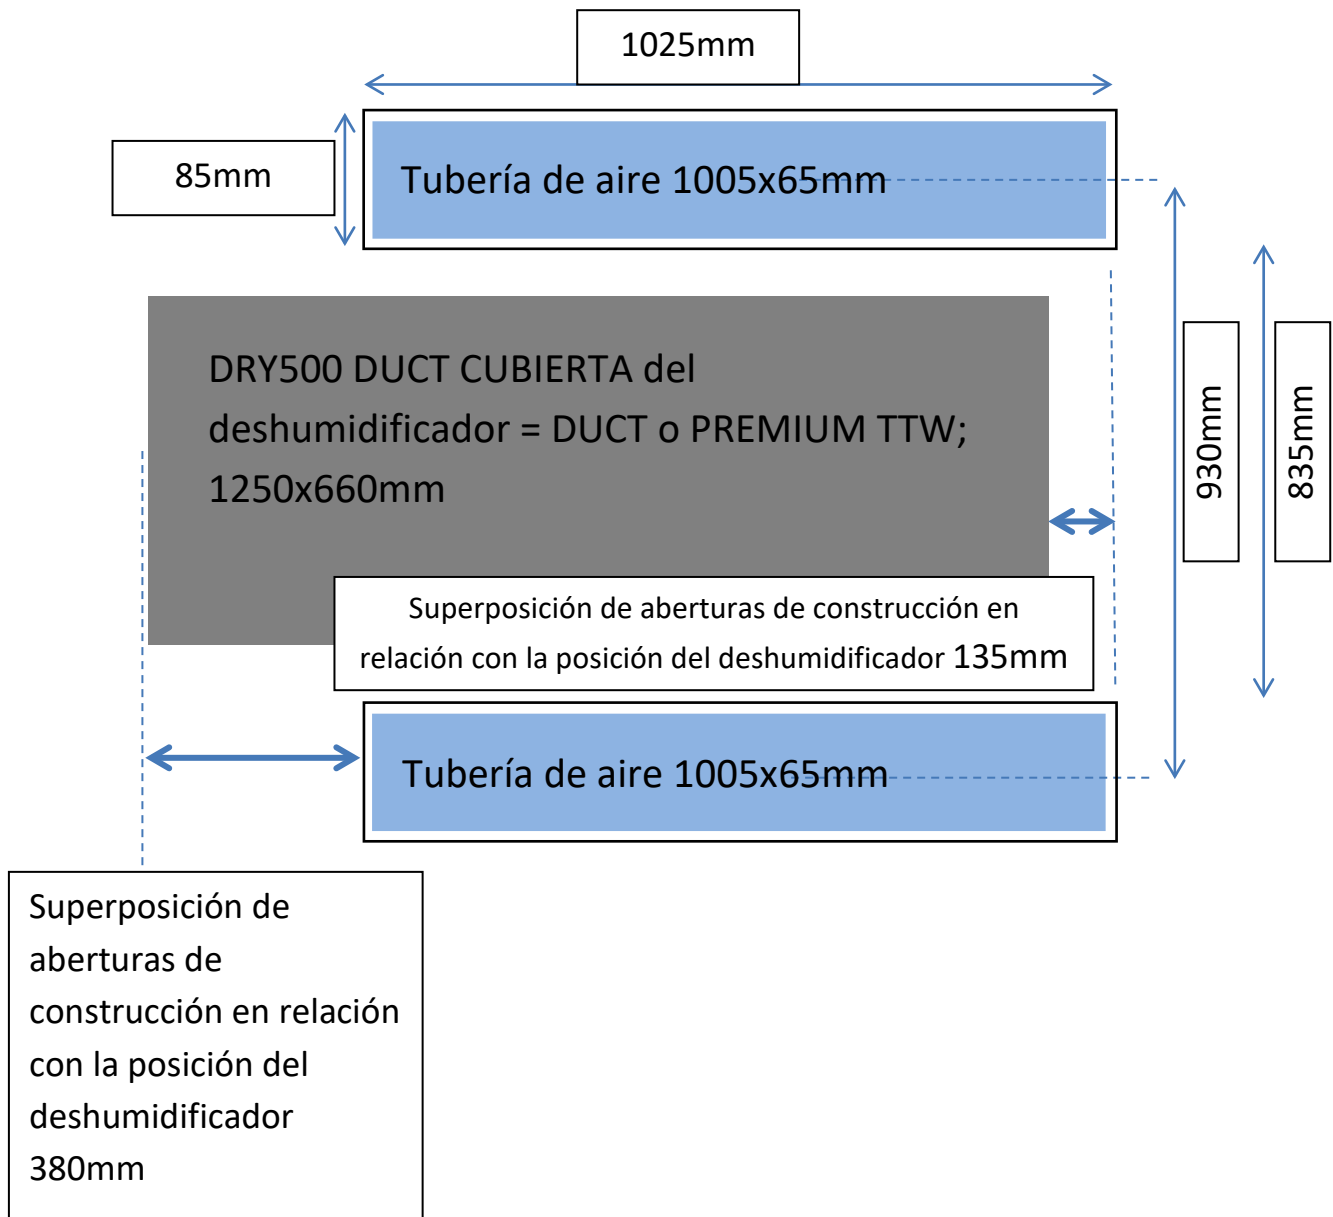 1025mm
85mm
Tubería de aire 1005x65mm
DRY500 DUCT CUBIERTA del
deshumidificador = DUCT o PREMIUM TTW;
1250x660mm
930mm
835mm
Superposición de aberturas de construcción en
relación con la posición del deshumidificador 135mm
Tubería de aire 1005x65mm
Superposición de
aberturas de
construcción en relación
con la posición del
deshumidificador
380mm